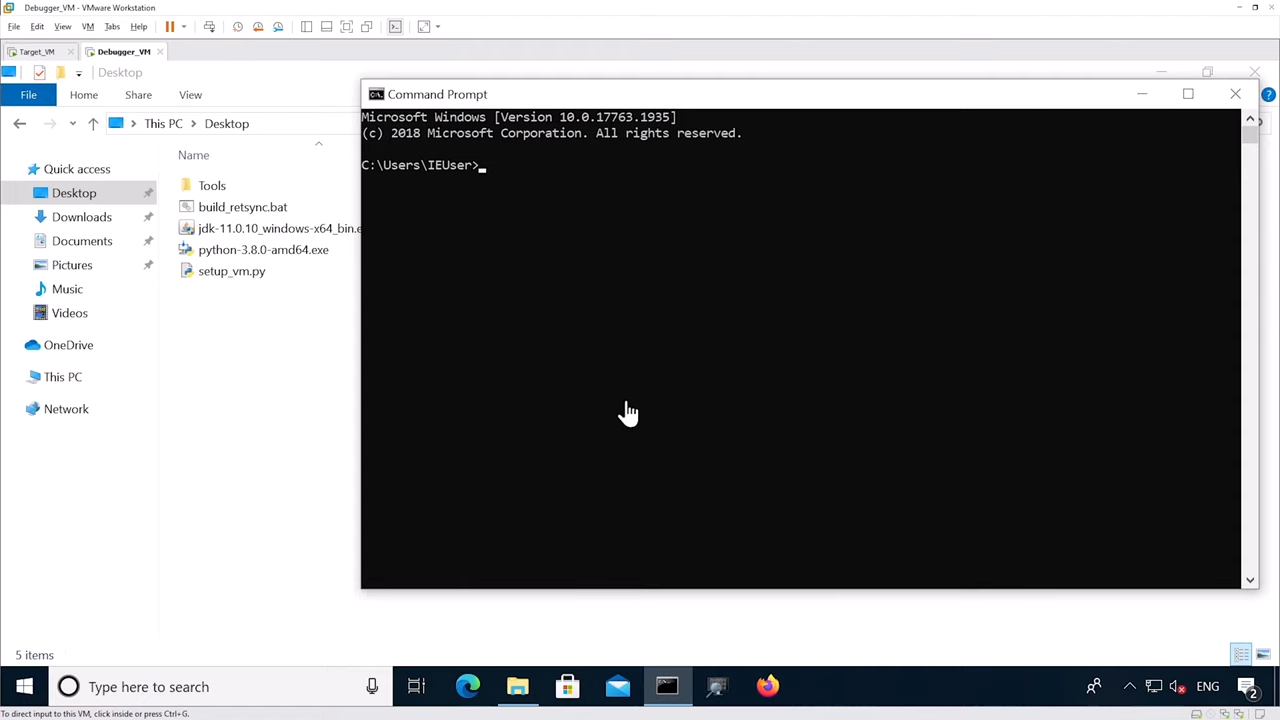 Debugger_VM - VMware Workstation
File Edit View VM Tabs Help
Target_VM Debugger_VM
Desktop
File Home Share View
This PC Desktop
Name
Quick access
Desktop
Downloads
Documents
Pictures
Music
Videos
OneDrive
This PC
Network
Tools
build_retsync.bat
jdk-11.0.10_windows-x64_bin.e
python-3.8.0-amd64.exe
setup_vm.py
5 items
Command Prompt
Microsoft Windows [Version 10.0.17763.1935]
(c) 2018 Microsoft Corporation. All rights reserved.
C:\Users\IEUser>
Type here to search
ENG
2
To direct input to this VM, click inside or press Ctrl+G.